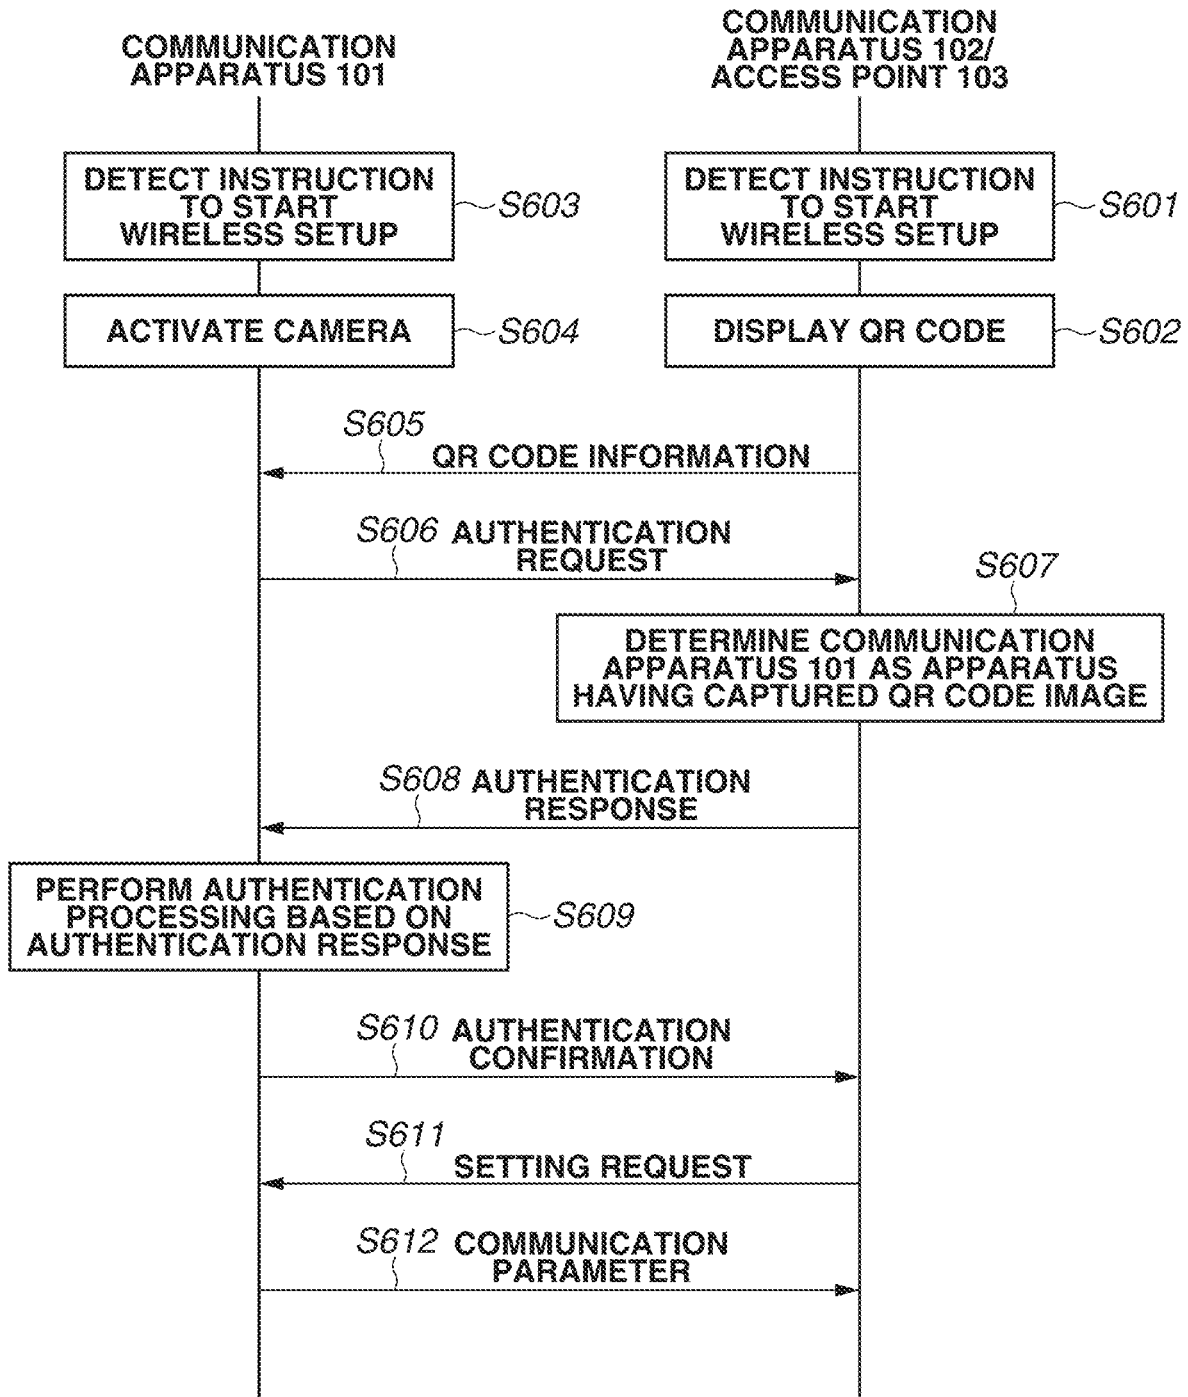 COMMUNICATION
APPARATUS 101
COMMUNICATION
APPARATUS 102/
ACCESS POINT 103
DETECT INSTRUCTION
TO START
WIRELESS SETUP
S603
DETECT INSTRUCTION
TO START
WIRELESS SETUP
S601
ACTIVATE CAMERA
S604
DISPLAY QR CODE
S602
S605
QR CODE INFORMATION
S606
AUTHENTICATION
REQUEST
S607
DETERMINE COMMUNICATION
APPARATUS 101 AS APPARATUS
HAVING CAPTURED QR CODE IMAGE
S608
AUTHENTICATION
RESPONSE
PERFORM AUTHENTICATION
PROCESSING BASED ON
AUTHENTICATION RESPONSE
S609
S610
AUTHENTICATION
CONFIRMATION
S611
SETTING REQUEST
S612
COMMUNICATION
PARAMETER